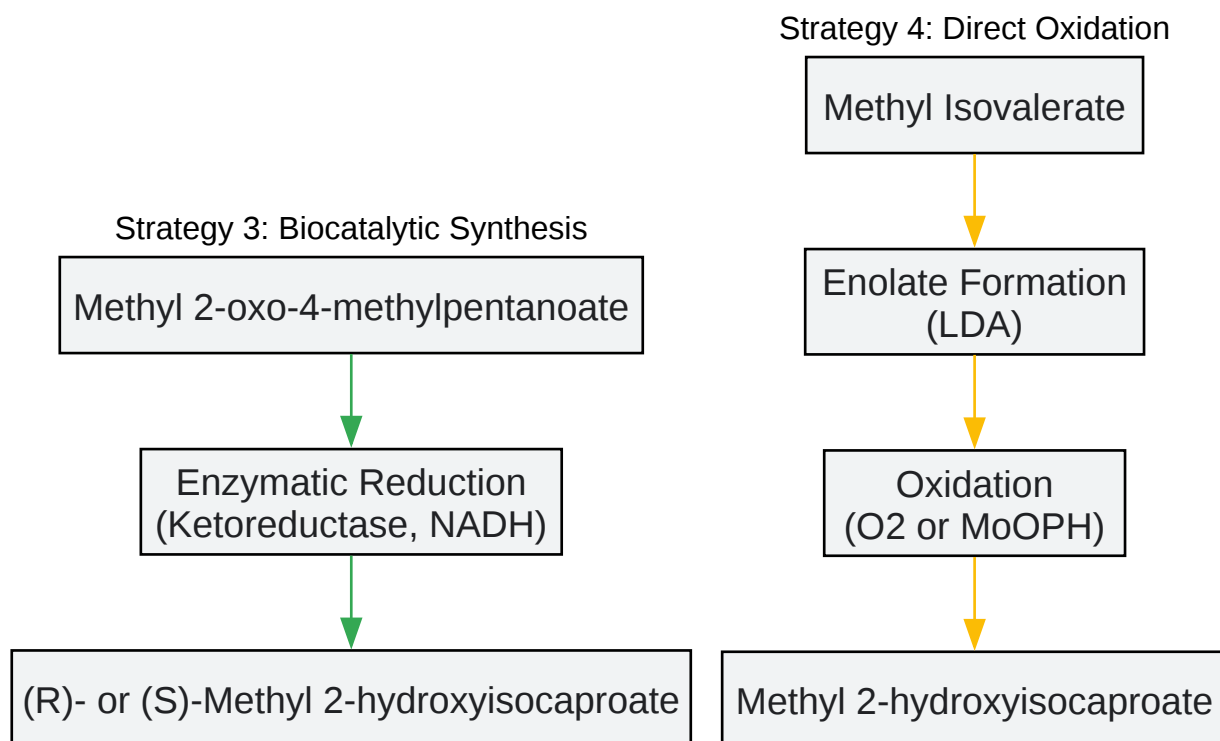 Strategy 3: Biocatalytic Synthesis
Methyl 2-oxo-4-methylpentanoate
Enzymatic Reduction
(Ketoreductase, NADH)
(R)- or (S)-Methyl 2-hydroxyisocaproate
Strategy 4: Direct Oxidation
Methyl Isovalerate
Enolate Formation
(LDA)
Oxidation
(O2 or MoOPH)
Methyl 2-hydroxyisocaproate